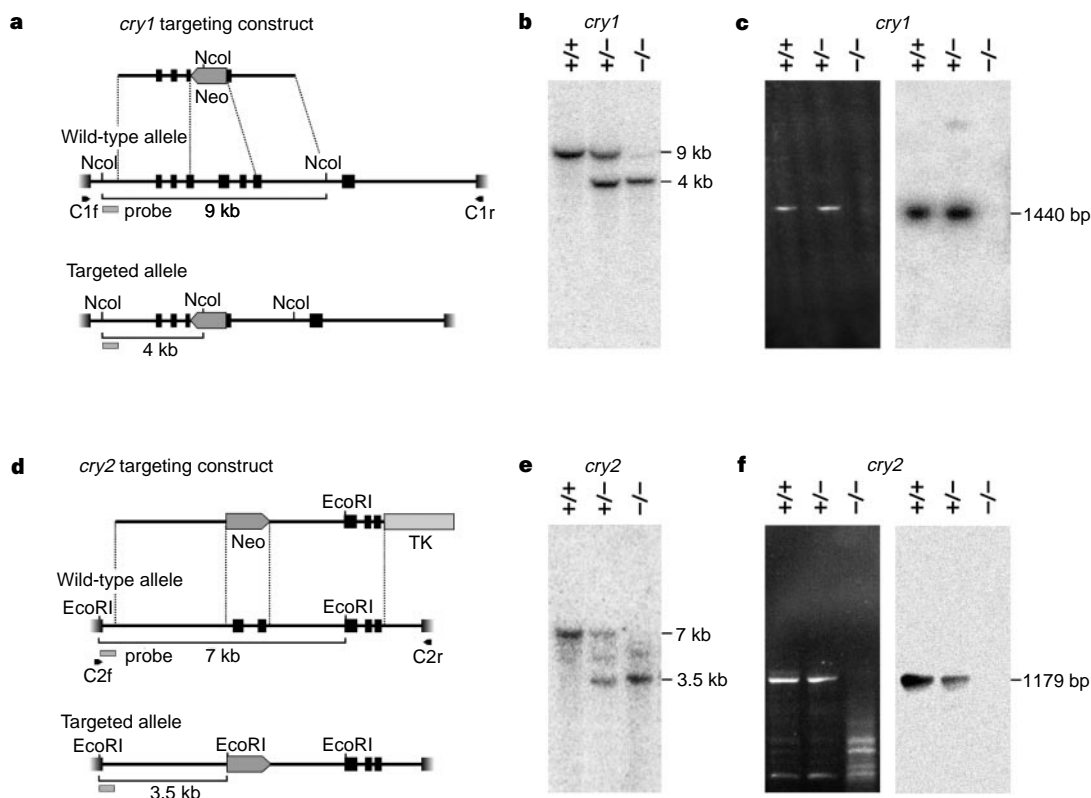 a
cry1 targeting construct
NcoI
Neo
Wild-type allele
NcoI
NcoI
C1f
probe
9 kb
C1r
Targeted allele
NcoI
NcoI
NcoI
4 kb
b
cry1
+/+
+/−
−/−
9 kb
4 kb
c
cry1
+/+
+/−
−/−
+/+
+/−
−/−
1440 bp
d
cry2 targeting construct
EcoRI
Neo
TK
Wild-type allele
EcoRI
EcoRI
probe
7 kb
C2r
C2f
Targeted allele
EcoRI
EcoRI
EcoRI
3.5 kb
e
cry2
+/+
+/−
−/−
7 kb
3.5 kb
f
cry2
+/+
+/−
−/−
+/+
+/−
−/−
1179 bp